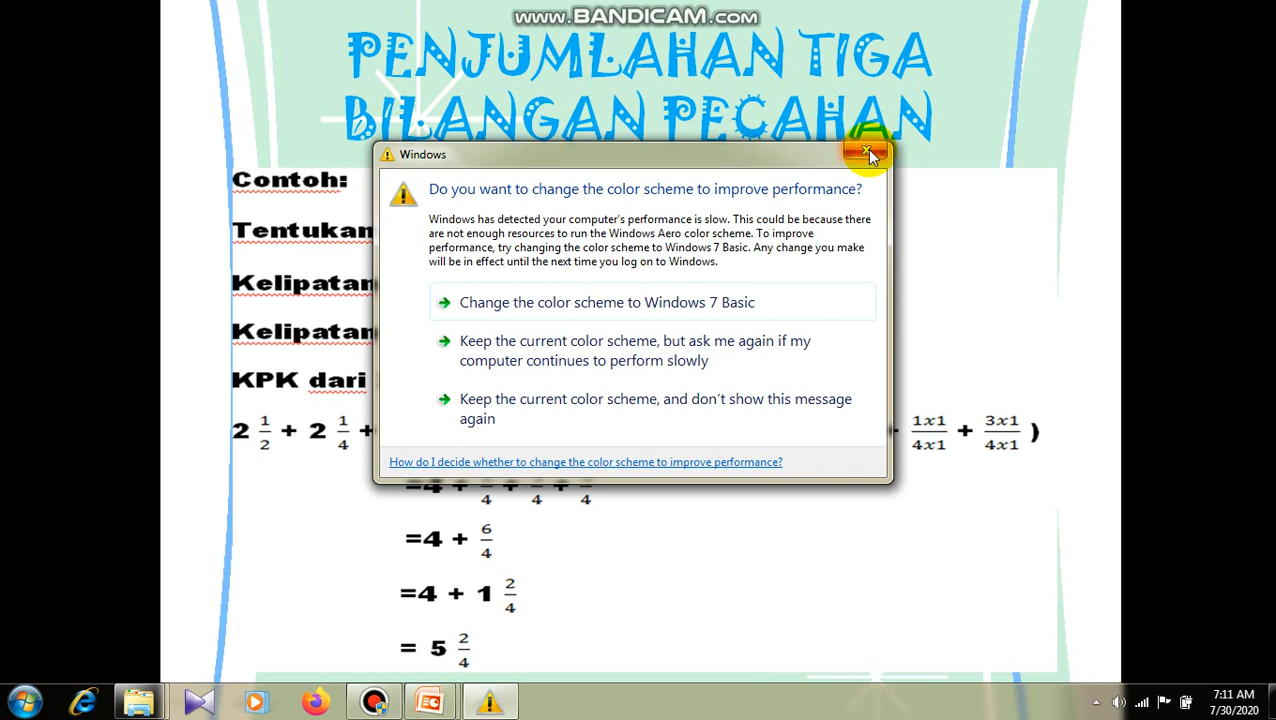 www.BANDICAM.com
PENJUMLAHAN TIGA
BILANGAN PECAHAN
Windows
Contoh:
Do you want to change the color scheme to improve performance?
Tentukan
Windows has detected your computer's performance is slow. This could be because there
are not enough resources to run the Windows Aero color scheme. To improve
performance, try changing the color scheme to Windows 7 Basic. Any change you make
will be in effect until the next time you log on to Windows.
Kelipatan
Change the color scheme to Windows 7 Basic
Kelipatan
Keep the current color scheme, but ask me again if my
computer continues to perform slowly
KPK dari
Keep the current color scheme, and don't show this message
again
2 1/2 + 2 1/4 + + 1x1/4x1 + 3x1/4x1 )
How do I decide whether to change the color scheme to improve performance?
=4 + /4 + /4 + /4
=4 + 6/4
=4 + 1 2/4
= 5 2/4
7:11 AM
7/30/2020